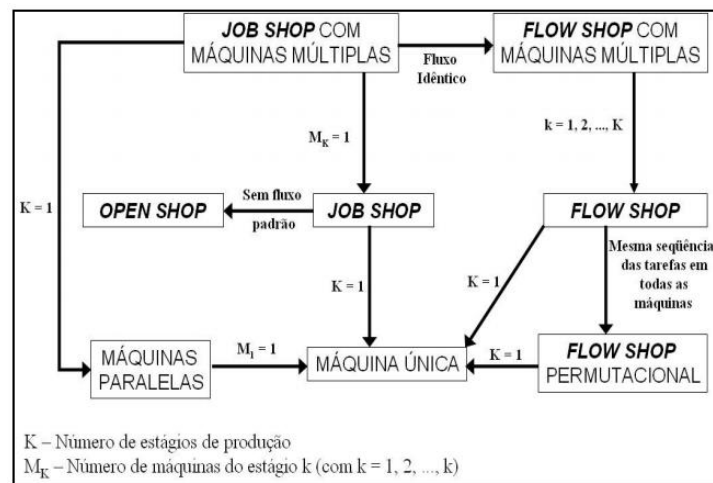 JOB SHOP COM
MÁQUINAS MÚLTIPLAS
Fluxo
Idêntico
FLOW SHOP COM
MÁQUINAS MÚLTIPLAS
M_K = 1
k = 1, 2, ..., K
K = 1
OPEN SHOP
Sem fluxo
padrão
JOB SHOP
FLOW SHOP
K = 1
K = 1
Mesma seqüência
das tarefas em
todas as
máquinas
MÁQUINAS
PARALELAS
M_1 = 1
MÁQUINA ÚNICA
K = 1
FLOW SHOP
PERMUTACIONAL
K – Número de estágios de produção
M_K – Número de máquinas do estágio k (com k = 1, 2, ..., k)